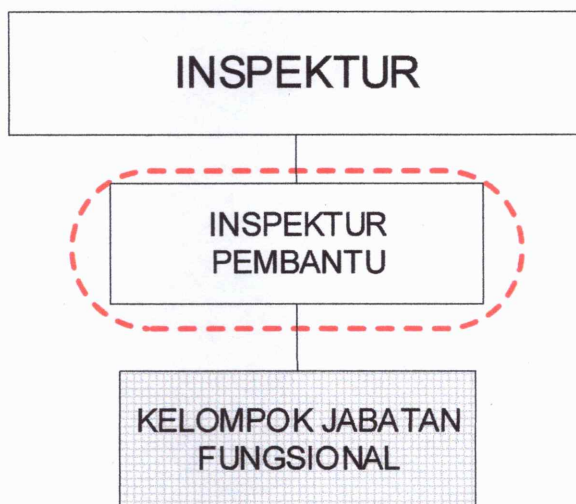 INSPEKTUR
INSPEKTUR
PEMBANTU
KELOMPOK JABATAN
FUNGSIONAL